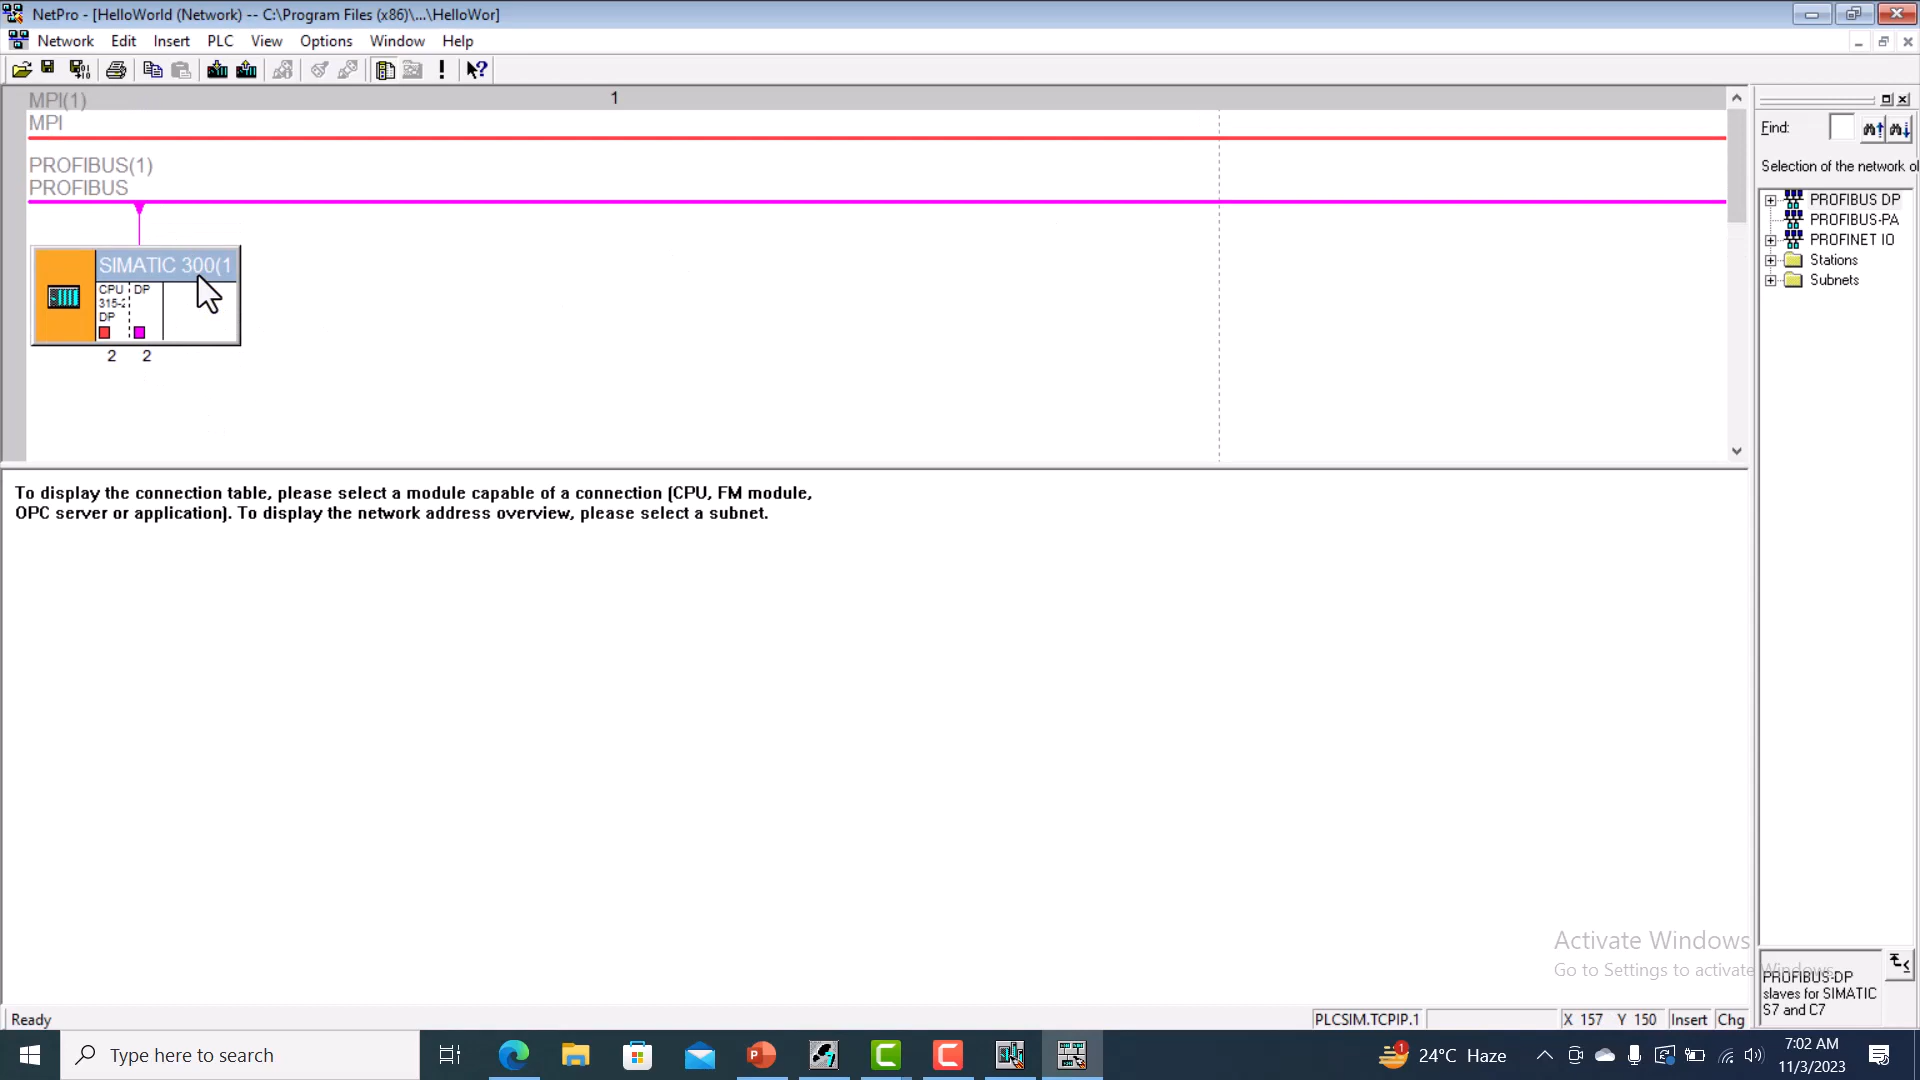 NetPro - [HelloWorld (Network) -- C:\Program Files (x86)\...\HelloWor]
Network Edit Insert PLC View Options Window Help
MPI(1)
1
MPI
PROFIBUS(1)
PROFIBUS
SIMATIC 300(1
CPU DP
315-2
DP
2 2
To display the connection table, please select a module capable of a connection (CPU, FM module,
OPC server or application). To display the network address overview, please select a subnet.
Find:
Selection of the network o
PROFIBUS DP
PROFIBUS-PA
PROFINET IO
Stations
Subnets
Activate Windows
Go to Settings to activate Windows.
PROFIBUS-DP
slaves for SIMATIC
S7 and C7
Ready
PLCSIM.TCPIP.1
X 157 Y 150
Insert
Chg
Type here to search
1
24°C Haze
7:02 AM
11/3/2023